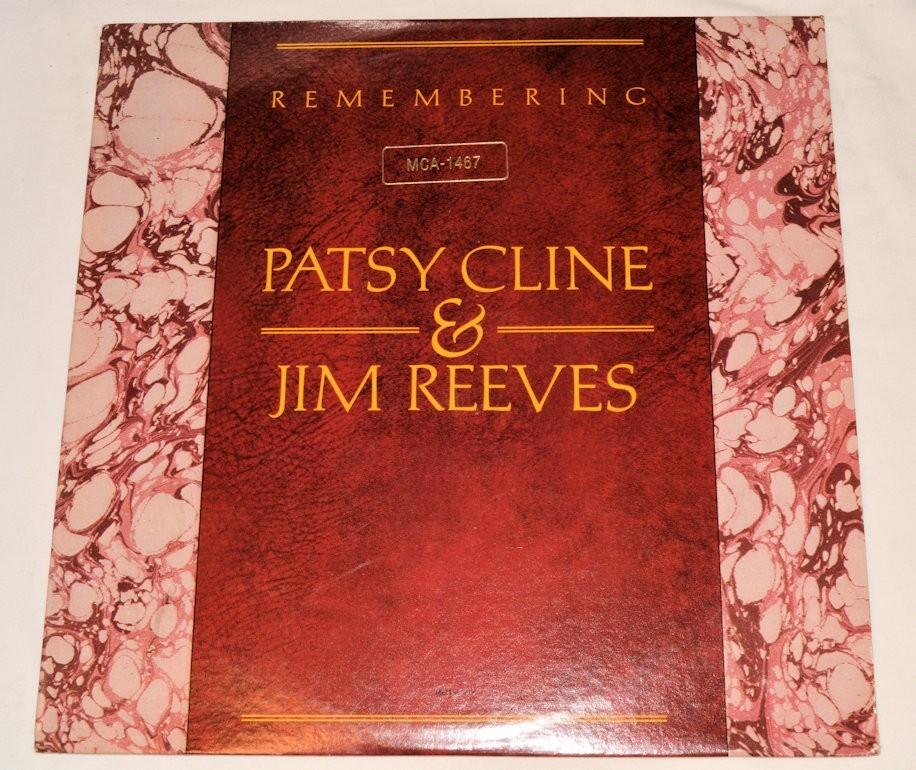 REMEMBERING
MCA-1467
PATSY CLINE
&
JIM REEVES